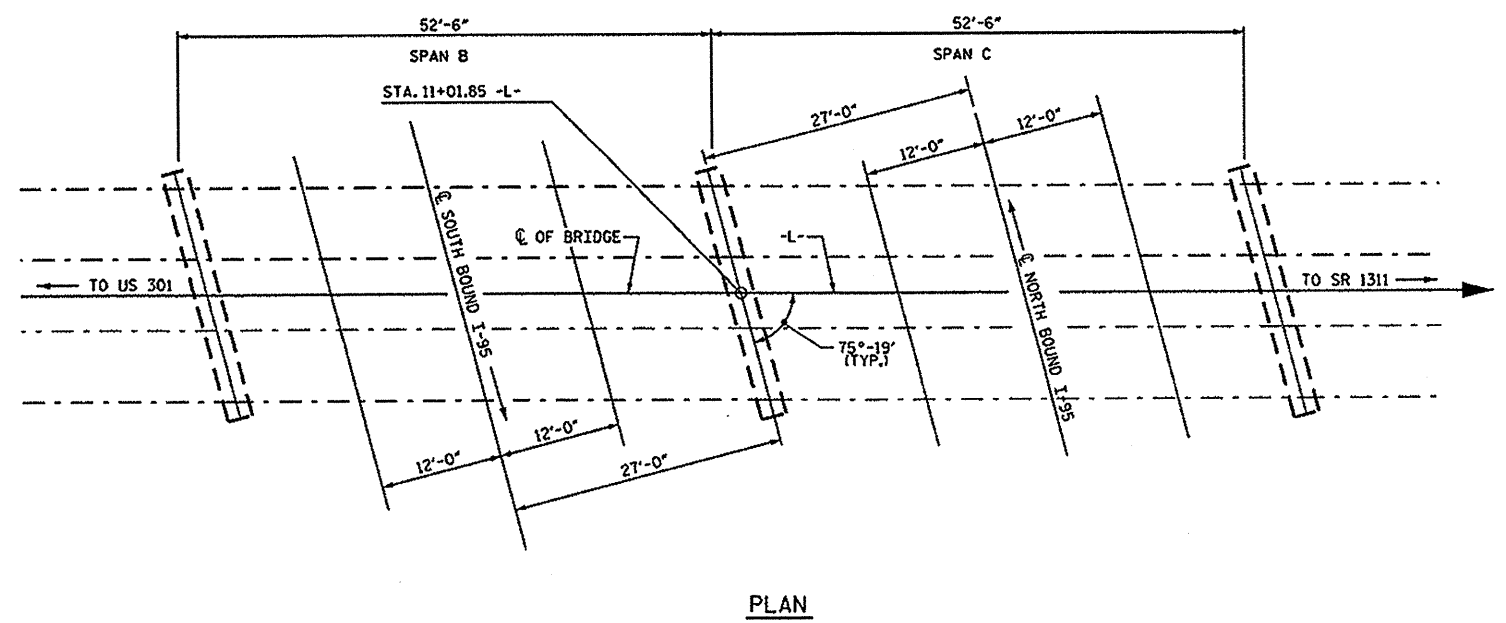 52'-6"
52'-6"
SPAN B
SPAN C
STA. 11+01.85 -L-
27'-0"
12'-0"
12'-0"
℄ SOUTH BOUND I-95
℄ OF BRIDGE
-L-
℄ NORTH BOUND I-95
TO US 301
TO SR 1311
75°-19'
(TYP.)
12'-0"
12'-0"
27'-0"
PLAN